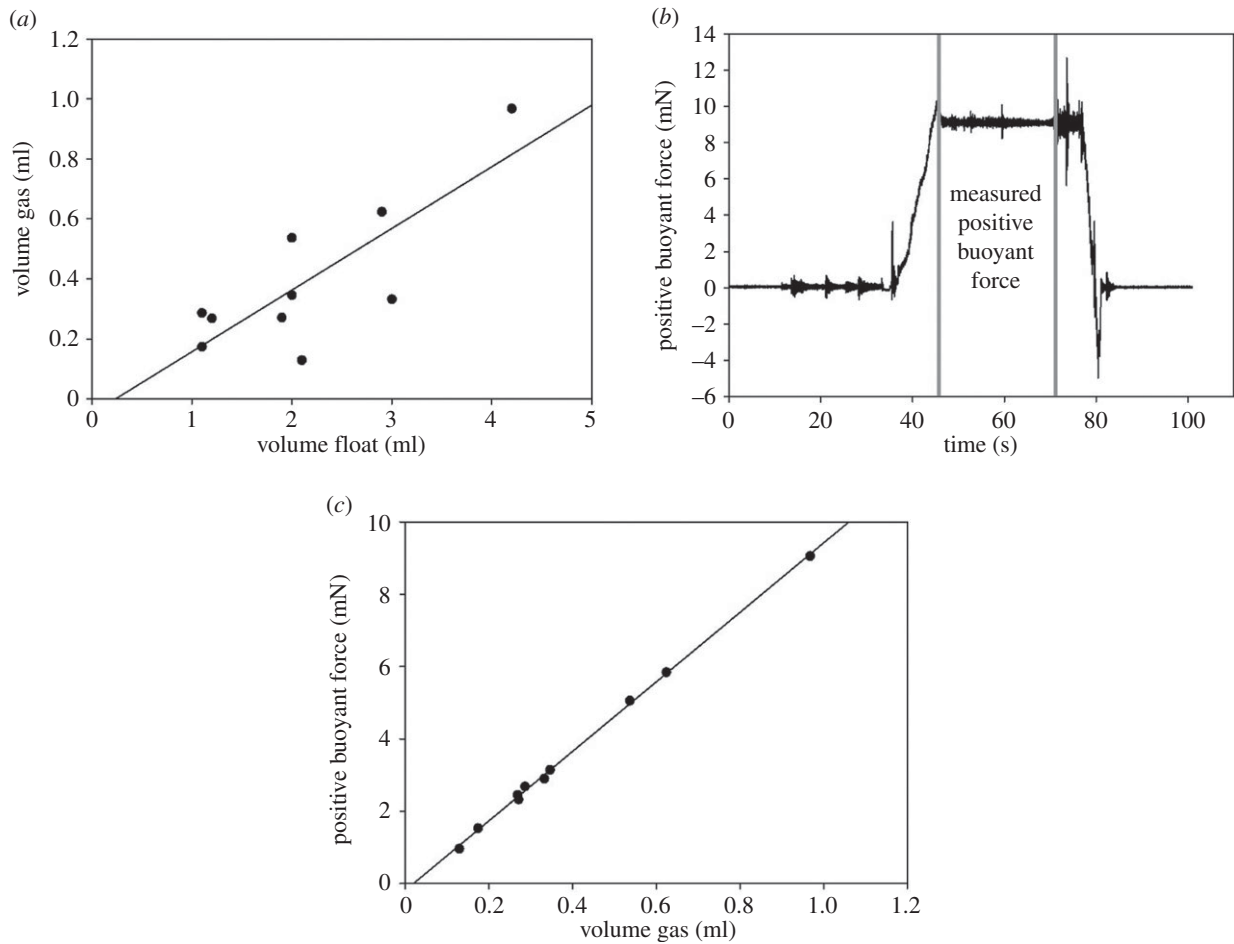 (a)
1.2
1.0
0.8
0.6
0.4
0.2
0
volume gas (ml)
0 1 2 3 4 5
volume float (ml)
(b)
14
12
10
8
6
4
2
0
–2
–4
–6
positive buoyant force (mN)
measured
positive
buoyant
force
0 20 40 60 80 100
time (s)
(c)
10
8
6
4
2
0
positive buoyant force (mN)
0 0.2 0.4 0.6 0.8 1.0 1.2
volume gas (ml)